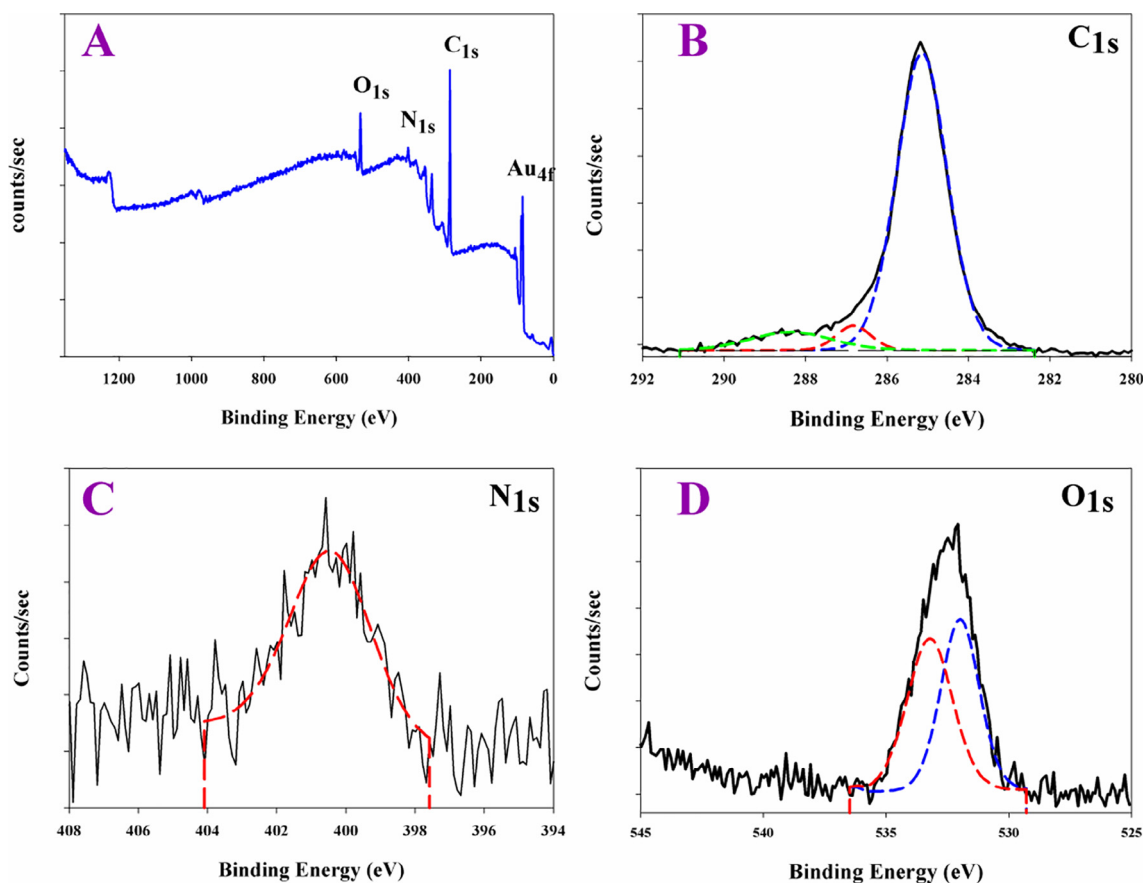 A
C1s
O1s
N1s
Au4f
counts/sec
1200 1000 800 600 400 200 0
Binding Energy (eV)
B
C1s
Counts/sec
292 290 288 286 284 282 280
Binding Energy (eV)
C
N1s
Counts/sec
408 406 404 402 400 398 396 394
Binding Energy (eV)
D
O1s
Counts/sec
545 540 535 530 525
Binding Energy (eV)